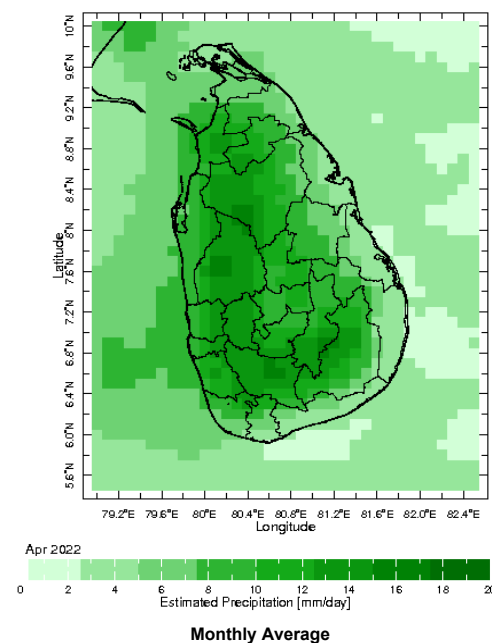 10°N
9.6°N
9.2°N
8.8°N
8.4°N
8°N
7.6°N
7.2°N
6.8°N
6.4°N
6.0°N
5.6°N
Latitude
79.2°E 79.6°E 80°E 80.4°E 80.8°E 81.2°E 81.6°E 82.0°E 82.4°E
Longitude
Apr 2022
0 2 4 6 8 10 12 14 16 18 20
Estimated Precipitation [mm/day]
Monthly Average